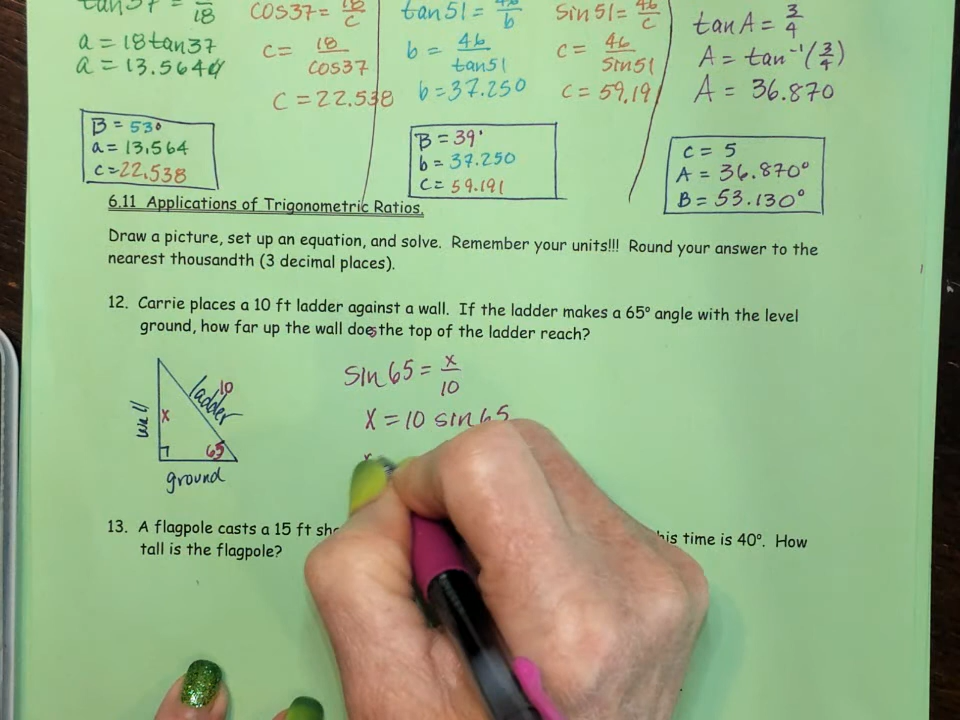 tan37 = —/18
cos37 = 18/c
tan51 = 46/b
sin51 = 46/c
tan A = 3/4
a = 18tan37
c = 18/cos37
b = 46/tan51
c = 46/sin51
A = tan⁻¹(3/4)
a = 13.564
c = 22.538
b = 37.250
c = 59.191
A = 36.870
B = 53°
a = 13.564
c = 22.538
B = 39°
b = 37.250
c = 59.191
c = 5
A = 36.870°
B = 53.130°
6.11 Applications of Trigonometric Ratios.
Draw a picture, set up an equation, and solve. Remember your units!!! Round your answer to the
nearest thousandth (3 decimal places).
12. Carrie places a 10 ft ladder against a wall. If the ladder makes a 65° angle with the level
ground, how far up the wall does the top of the ladder reach?
wall
x
ladder
10
65
ground
sin 65 = x/10
x = 10 sin 65
x
13. A flagpole casts a 15 ft his time is 40°. How
tall is the flagpole?